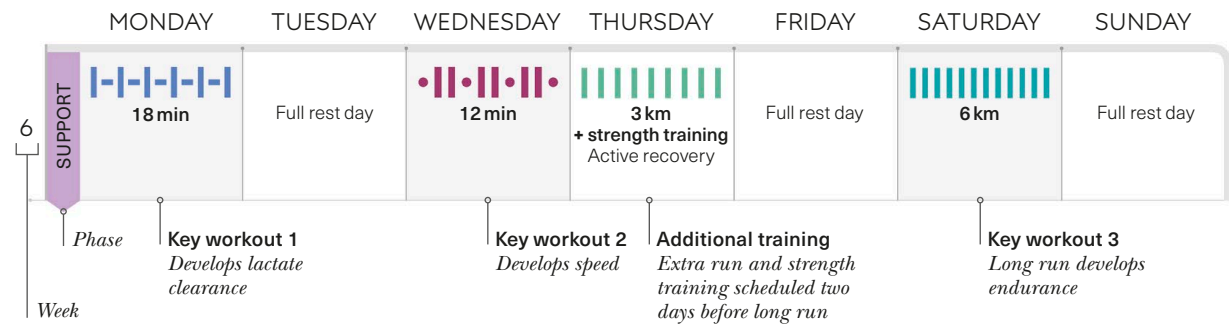 MONDAY TUESDAY WEDNESDAY THURSDAY FRIDAY SATURDAY SUNDAY
6
SUPPORT
18 min
Full rest day
12 min
3 km
+ strength training
Active recovery
Full rest day
6 km
Full rest day
Phase
Week
Key workout 1
Develops lactate
clearance
Key workout 2
Develops speed
Additional training
Extra run and strength
training scheduled two
days before long run
Key workout 3
Long run develops
endurance